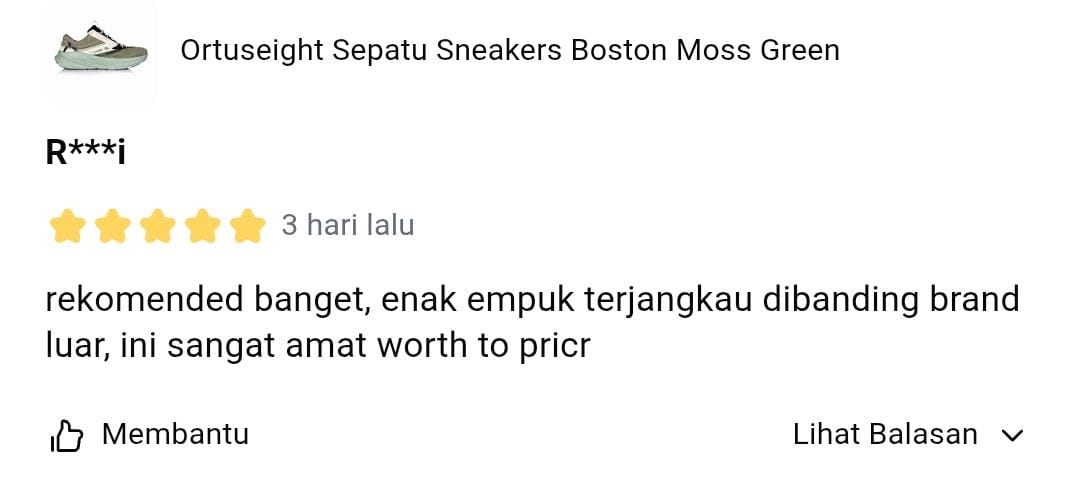 Ortuseight Sepatu Sneakers Boston Moss Green
R***i
3 hari lalu
rekomended banget, enak empuk terjangkau dibanding brand
luar, ini sangat amat worth to pricr
Membantu
Lihat Balasan